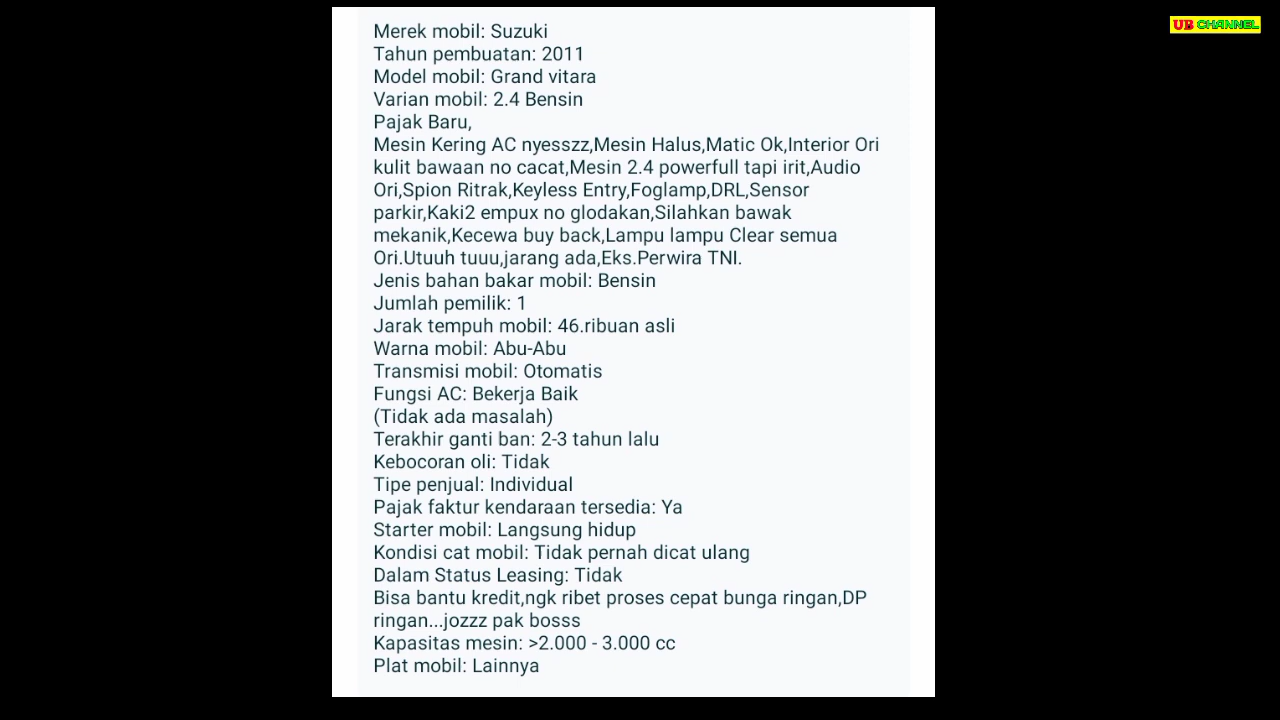 UB CHANNEL
Merek mobil: Suzuki
Tahun pembuatan: 2011
Model mobil: Grand vitara
Varian mobil: 2.4 Bensin
Pajak Baru,
Mesin Kering AC nyesszz,Mesin Halus,Matic Ok,Interior Ori
kulit bawaan no cacat,Mesin 2.4 powerfull tapi irit,Audio
Ori,Spion Ritrak,Keyless Entry,Foglamp,DRL,Sensor
parkir,Kaki2 empux no glodakan,Silahkan bawak
mekanik,Kecewa buy back,Lampu lampu Clear semua
Ori.Utuuh tuuu,jarang ada,Eks.Perwira TNI.
Jenis bahan bakar mobil: Bensin
Jumlah pemilik: 1
Jarak tempuh mobil: 46.ribuan asli
Warna mobil: Abu-Abu
Transmisi mobil: Otomatis
Fungsi AC: Bekerja Baik
(Tidak ada masalah)
Terakhir ganti ban: 2-3 tahun lalu
Kebocoran oli: Tidak
Tipe penjual: Individual
Pajak faktur kendaraan tersedia: Ya
Starter mobil: Langsung hidup
Kondisi cat mobil: Tidak pernah dicat ulang
Dalam Status Leasing: Tidak
Bisa bantu kredit,ngk ribet proses cepat bunga ringan,DP
ringan...jozzz pak bosss
Kapasitas mesin: >2.000 - 3.000 cc
Plat mobil: Lainnya